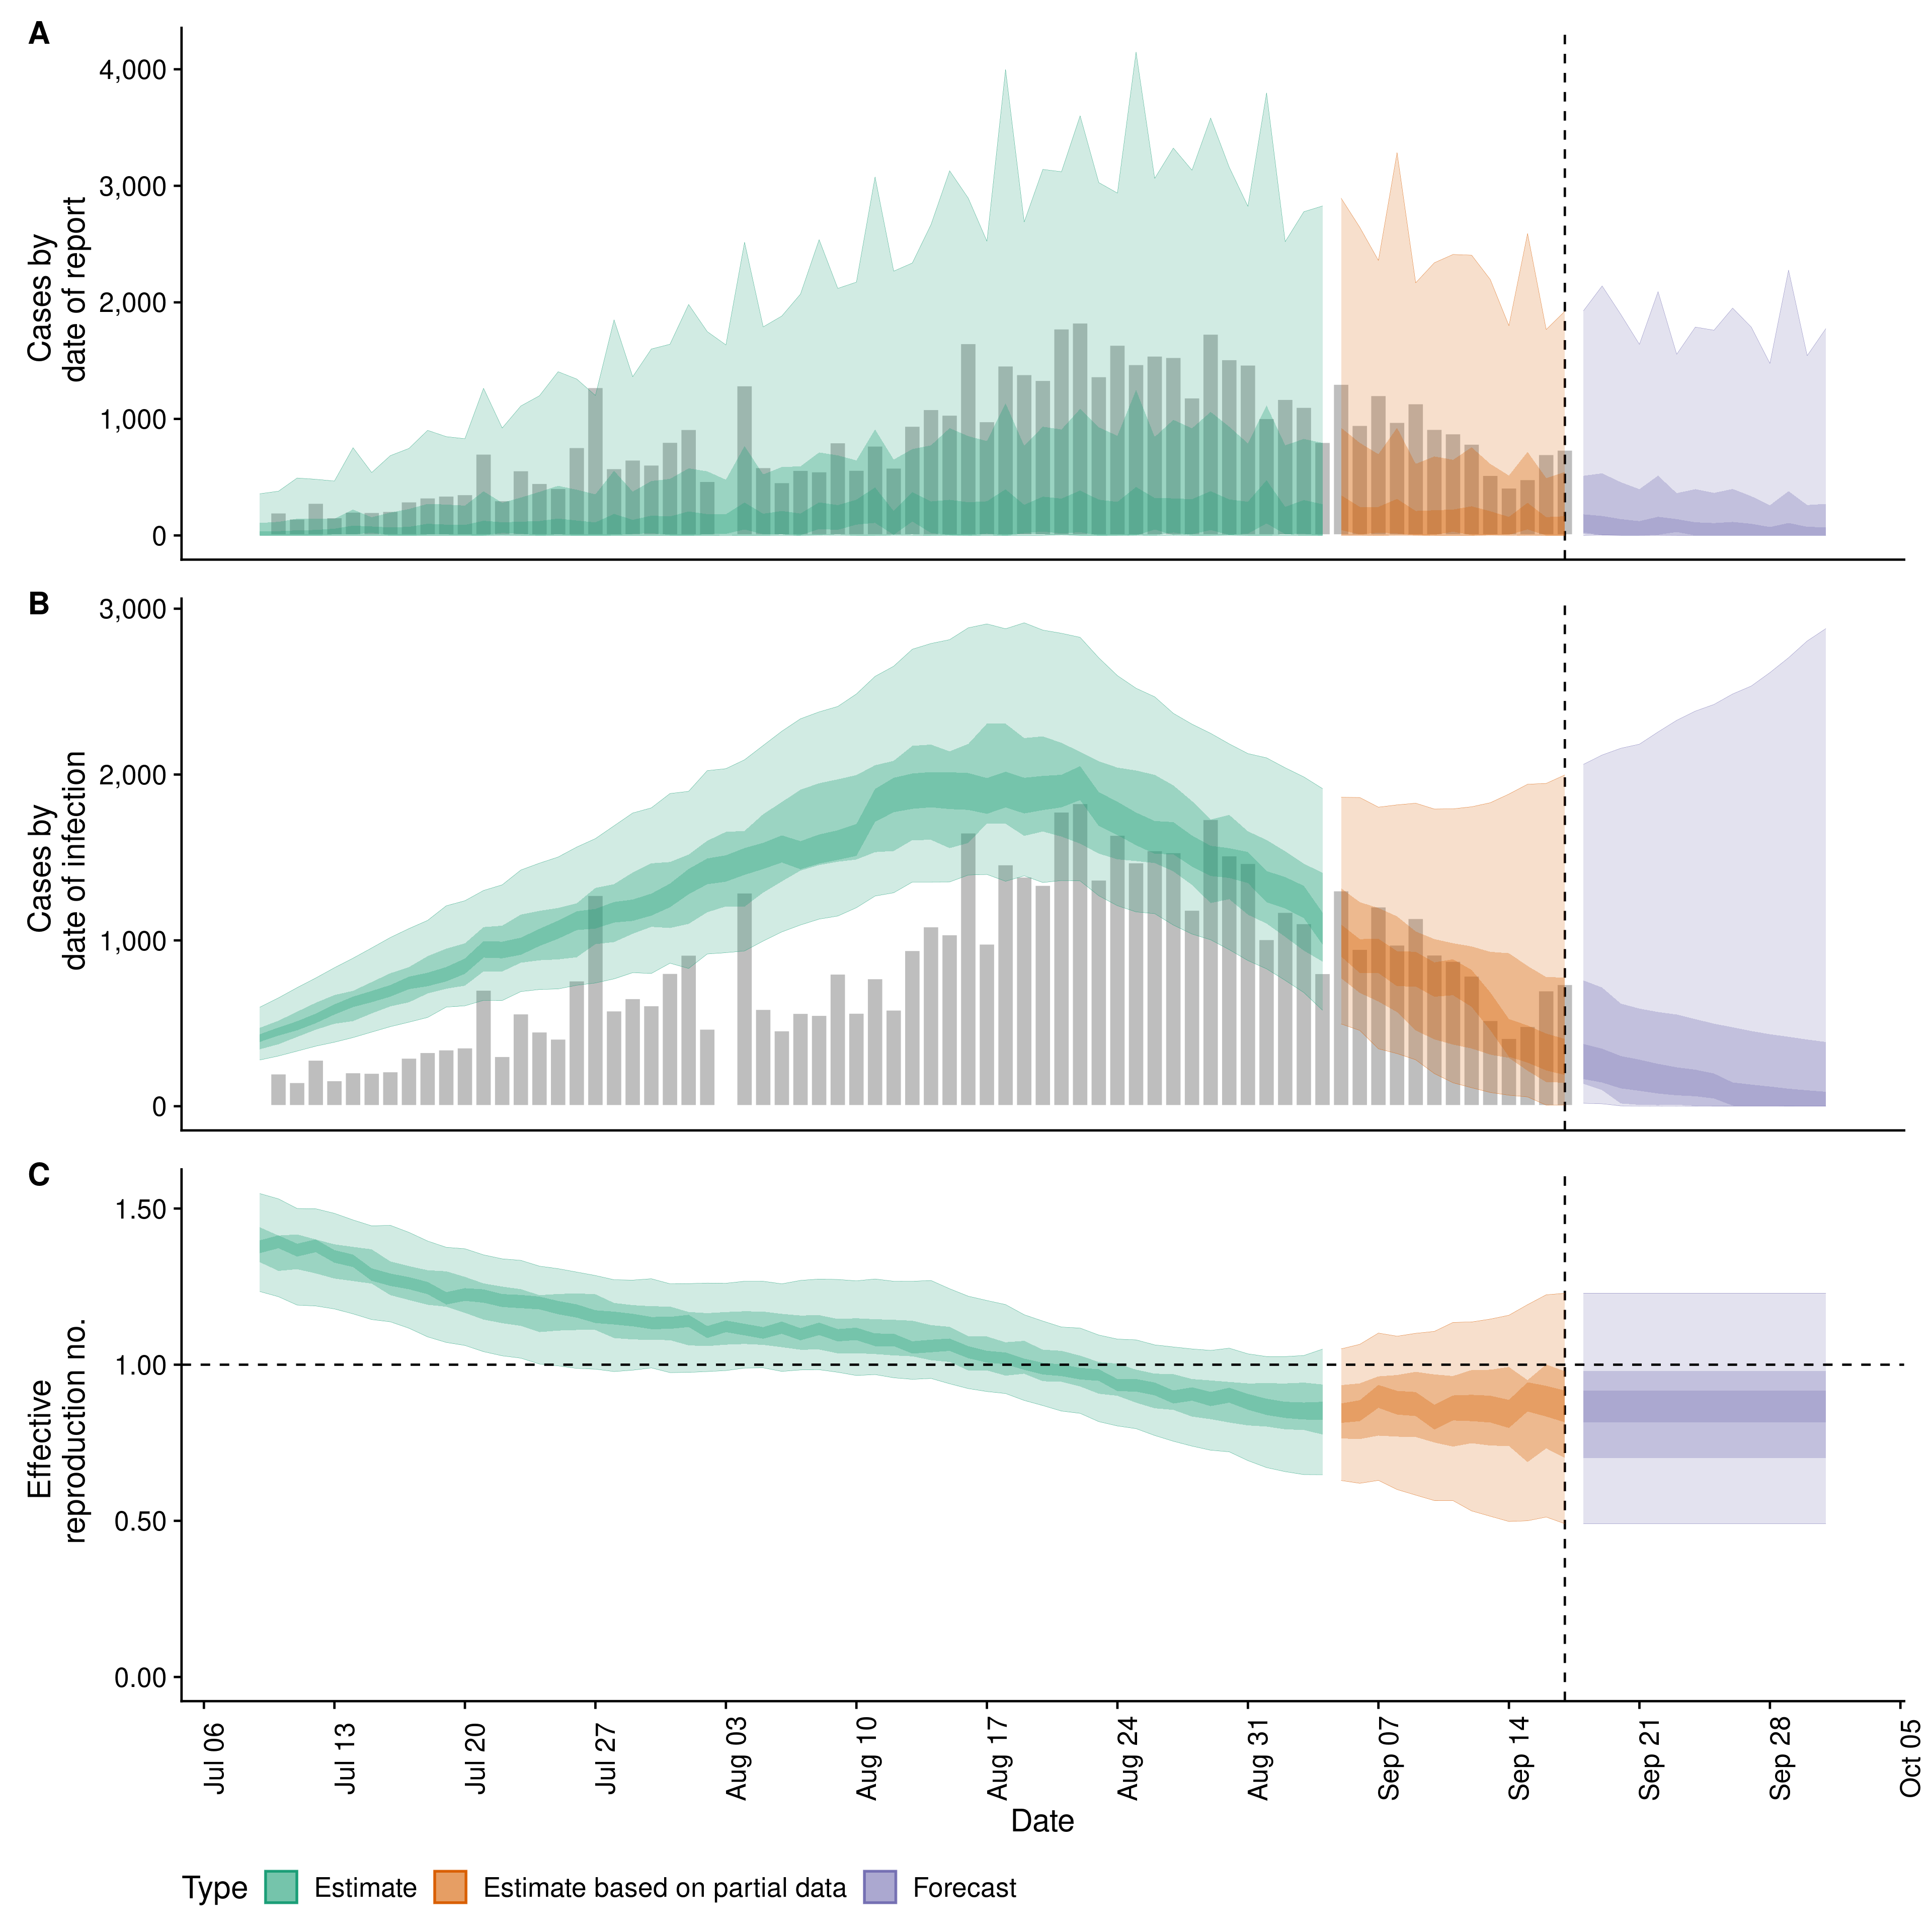 A
Cases by
date of report
4,000
3,000
2,000
1,000
0
B
Cases by
date of infection
3,000
2,000
1,000
0
C
Effective
reproduction no.
1.50
1.00
0.50
0.00
Jul 06
Jul 13
Jul 20
Jul 27
Aug 03
Aug 10
Aug 17
Aug 24
Aug 31
Sep 07
Sep 14
Sep 21
Sep 28
Oct 05
Date
Type Estimate Estimate based on partial data Forecast